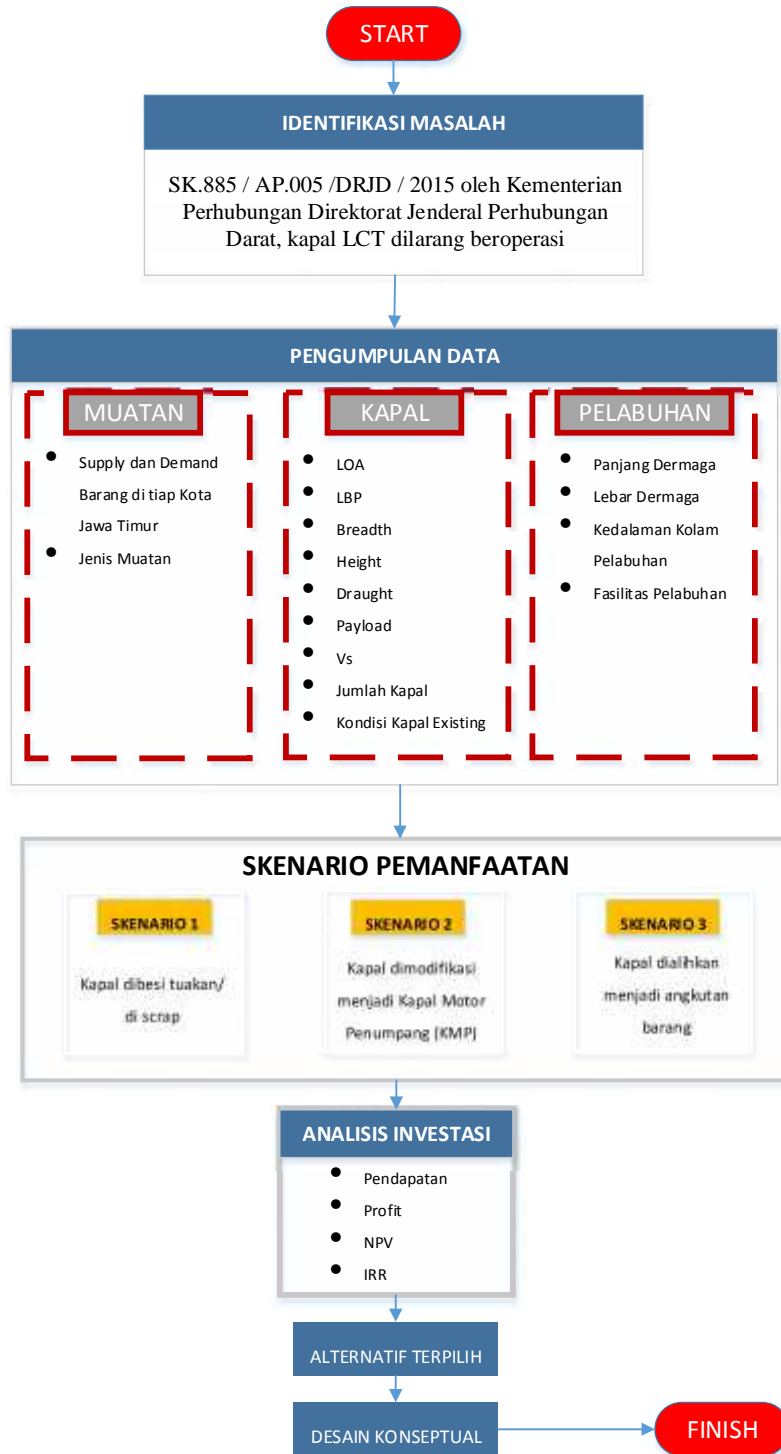 START
IDENTIFIKASI MASALAH
SK.885 / AP.005 /DRJD / 2015 oleh Kementerian
Perhubungan Direktorat Jenderal Perhubungan
Darat, kapal LCT dilarang beroperasi
PENGUMPULAN DATA
MUATAN
• Supply dan Demand
Barang di tiap Kota
Jawa Timur
• Jenis Muatan
KAPAL
• LOA
• LBP
• Breadth
• Height
• Draught
• Payload
• Vs
• Jumlah Kapal
• Kondisi Kapal Existing
PELABUHAN
• Panjang Dermaga
• Lebar Dermaga
• Kedalaman Kolam
Pelabuhan
• Fasilitas Pelabuhan
SKENARIO PEMANFAATAN
SKENARIO 1
Kapal dibesi tuakan/
di scrap
SKENARIO 2
Kapal dimodifikasi
menjadi Kapal Motor
Penumpang (KMP)
SKENARIO 3
Kapal dialihkan
menjadi angkutan
barang
ANALISIS INVESTASI
• Pendapatan
• Profit
• NPV
• IRR
ALTERNATIF TERPILIH
DESAIN KONSEPTUAL
FINISH